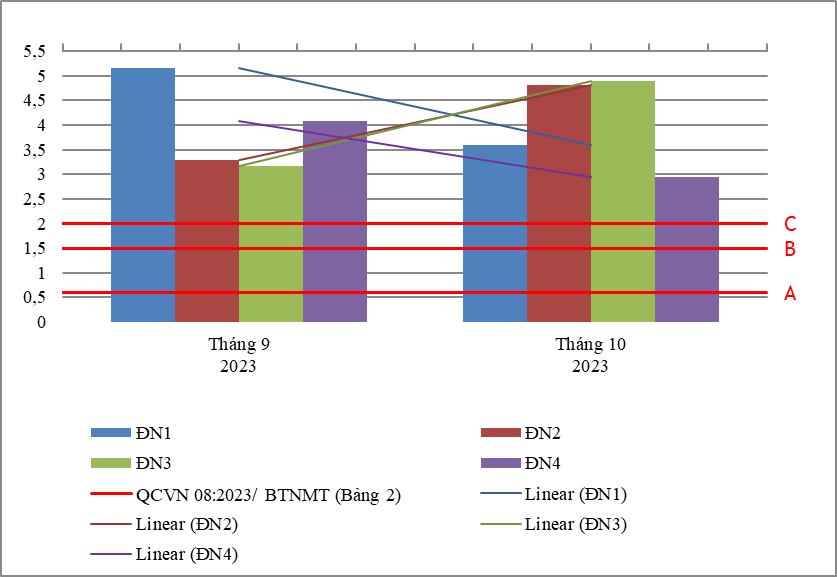 5,5
5
4,5
4
3,5
3
2,5
2
1,5
1
0,5
0
C
B
A
Tháng 9
2023
Tháng 10
2023
ĐN1
ĐN2
ĐN3
ĐN4
QCVN 08:2023/ BTNMT (Bảng 2)
Linear (ĐN1)
Linear (ĐN2)
Linear (ĐN3)
Linear (ĐN4)